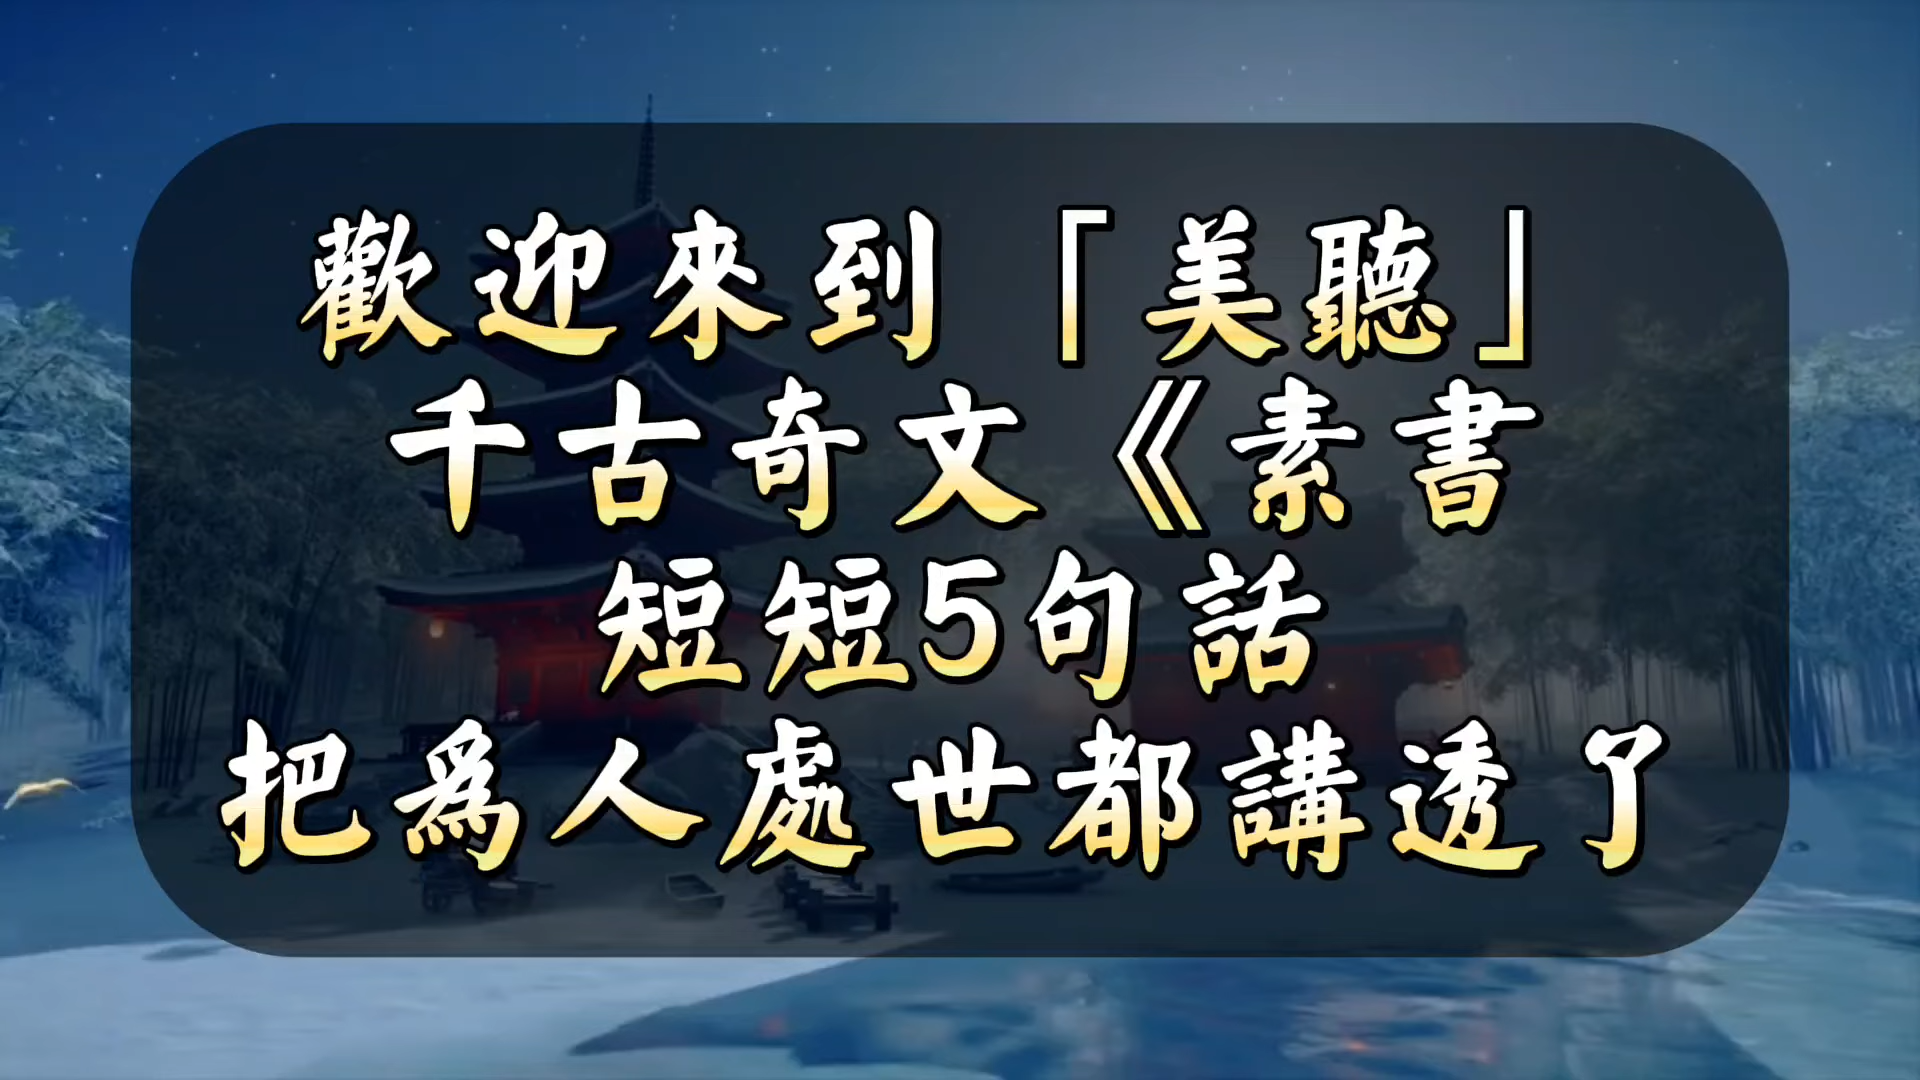 歡迎來到「美聽」
千古奇文《素書
短短5句話
把爲人處世都講透了